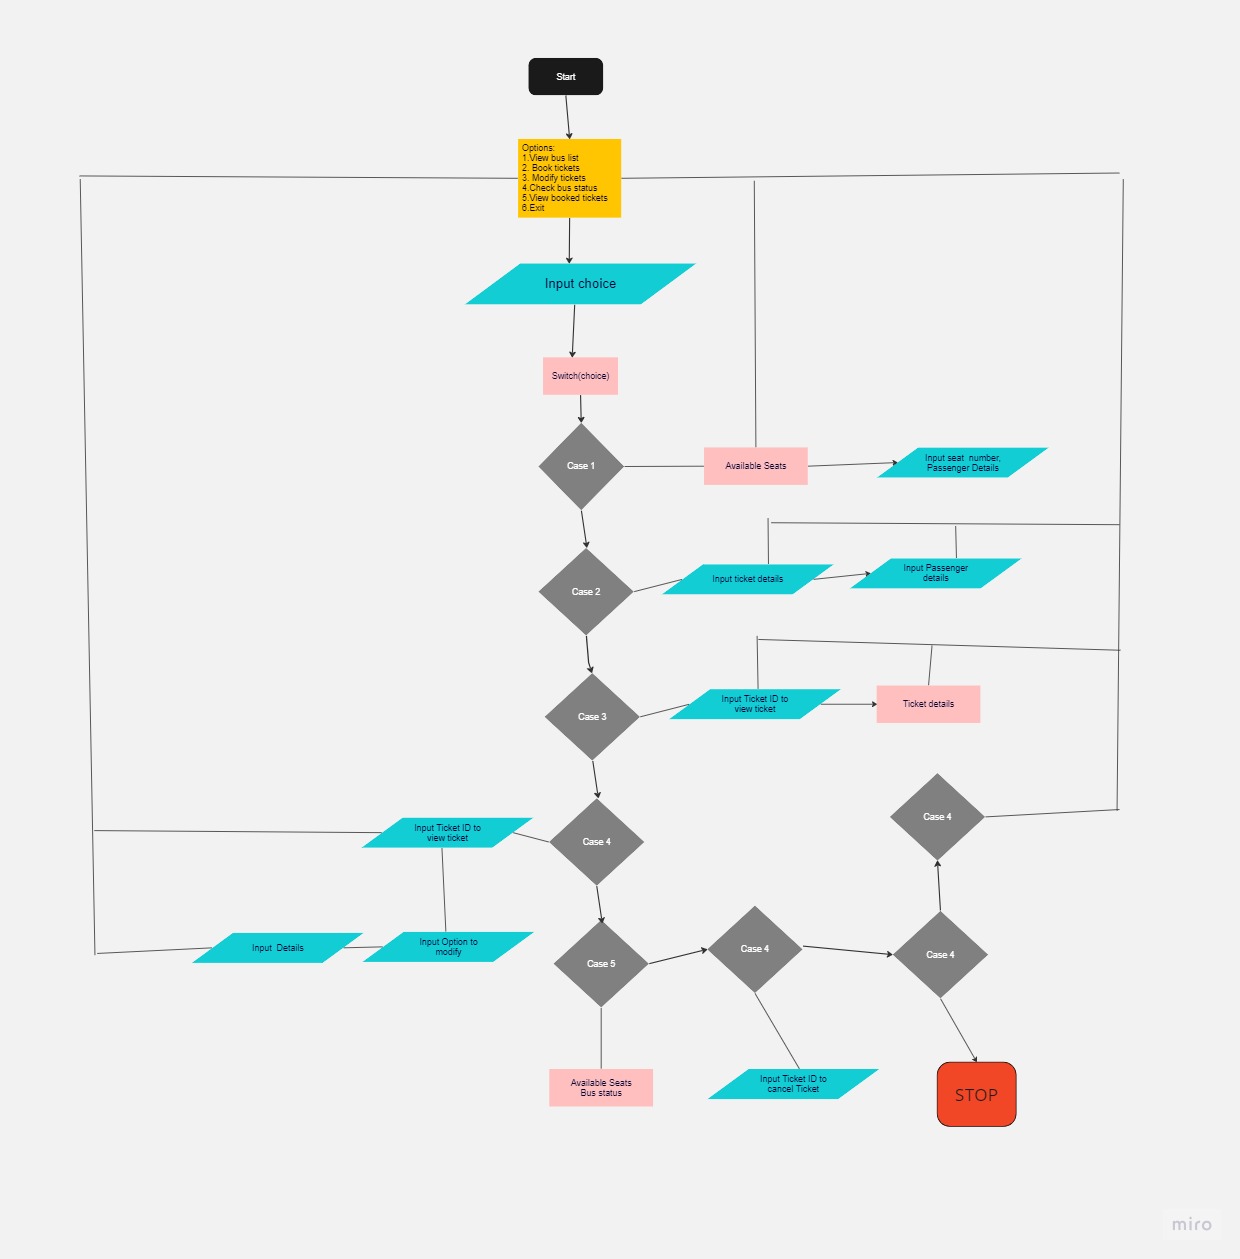 Start
Options:
1.View bus list
2. Book tickets
3. Modify tickets
4.Check bus status
5.View booked tickets
6.Exit
Input choice
Switch(choice)
Case 1
Available Seats
Input seat  number,
Passenger Details
Case 2
Input ticket details
Input Passenger
details
Case 3
Input Ticket ID to
view ticket
Ticket details
Case 4
Input Ticket ID to
view ticket
Case 4
Input  Details
Input Option to
modify
Case 5
Case 4
Case 4
Available Seats
Bus status
Input Ticket ID to
cancel Ticket
STOP
miro